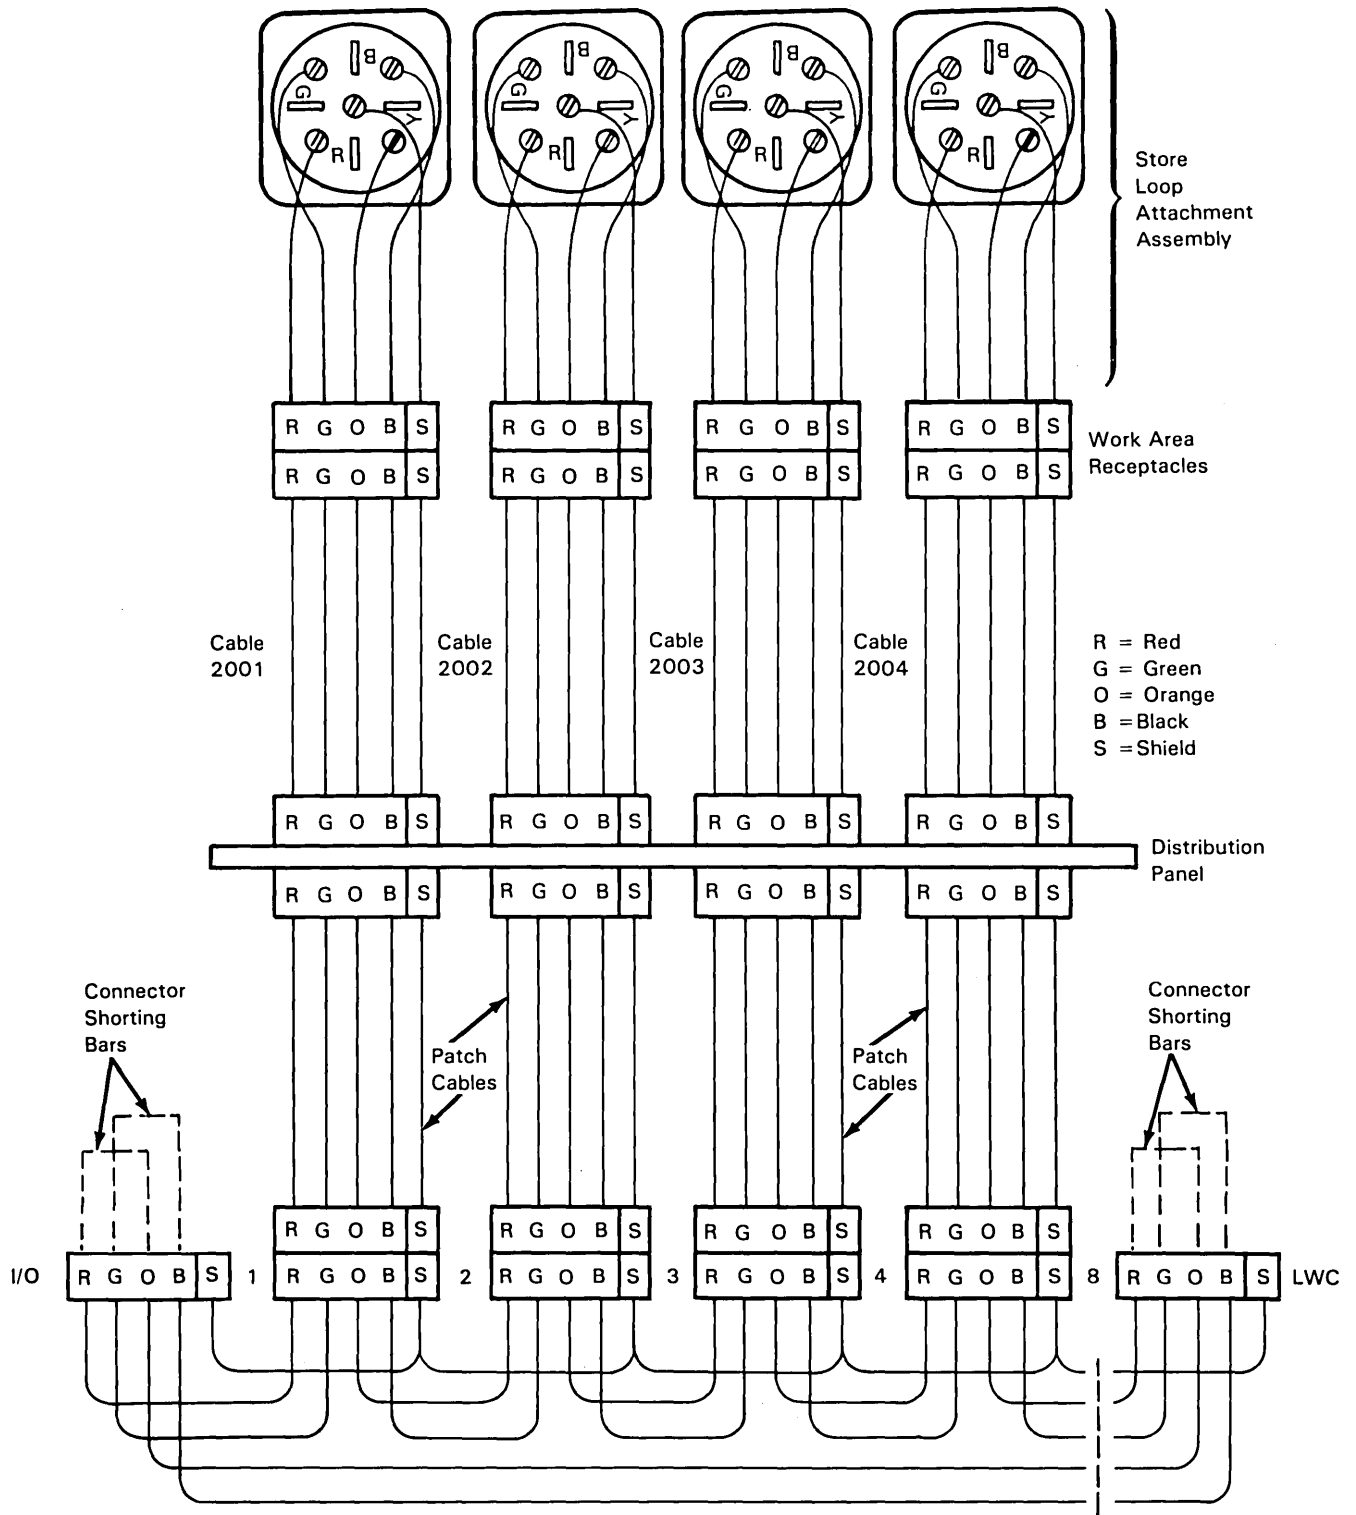 B B B B
G Y G Y G Y G Y
R R R R
Store
Loop
Attachment
Assembly
R G O B S R G O B S R G O B S R G O B S
Work Area
Receptacles
R G O B S R G O B S R G O B S R G O B S
Cable
2001
Cable
2002
Cable
2003
Cable
2004
R = Red
G = Green
O = Orange
B = Black
S = Shield
R G O B S R G O B S R G O B S R G O B S
Distribution
Panel
R G O B S R G O B S R G O B S R G O B S
Connector
Shorting
Bars
Patch
Cables
Patch
Cables
Connector
Shorting
Bars
R G O B S R G O B S R G O B S R G O B S
I/O R G O B S 1 R G O B S 2 R G O B S 3 R G O B S 4 R G O B S 8 R G O B S LWC